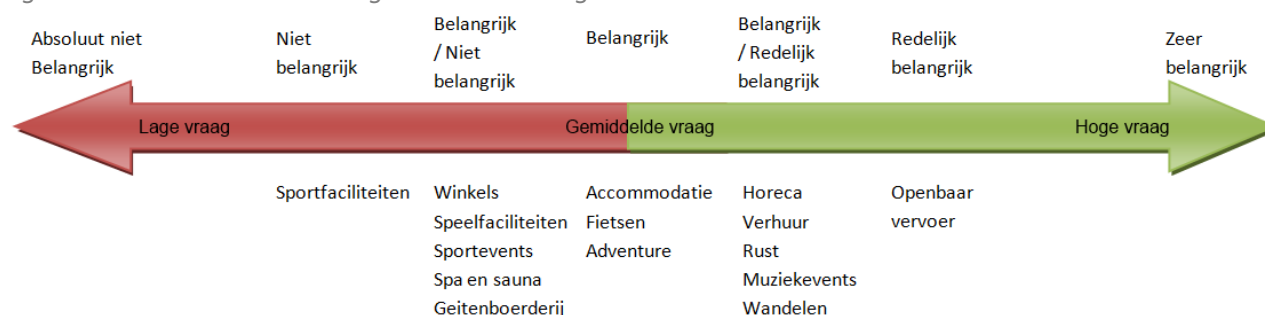 Absoluut niet
Belangrijk
Niet
belangrijk
Belangrijk
/ Niet
belangrijk
Belangrijk
Belangrijk
/ Redelijk
belangrijk
Redelijk
belangrijk
Zeer
belangrijk
Lage vraag
Gemiddelde vraag
Hoge vraag
Sportfaciliteiten
Winkels
Speelfaciliteiten
Sportevents
Spa en sauna
Geitenboerderij
Accommodatie
Fietsen
Adventure
Horeca
Verhuur
Rust
Muziekevents
Wandelen
Openbaar
vervoer